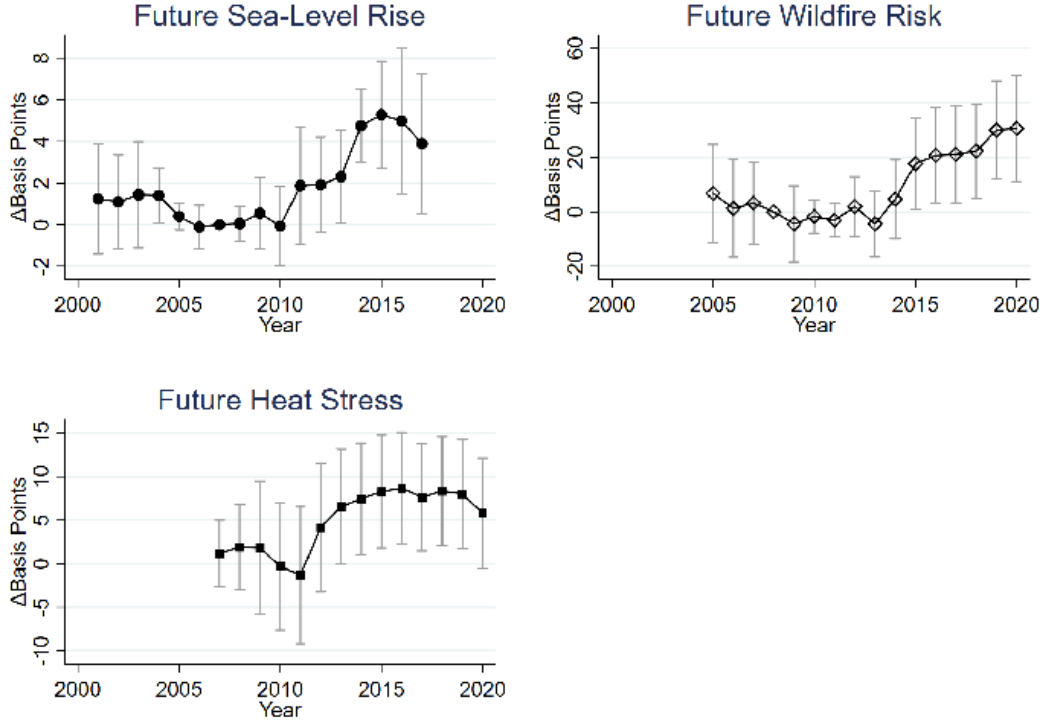 Future Sea-Level Rise
ΔBasis Points
8
6
4
2
0
-2
2000 2005 2010 2015 2020
Year
Future Wildfire Risk
ΔBasis Points
60
40
20
0
-20
2000 2005 2010 2015 2020
Year
Future Heat Stress
ΔBasis Points
15
10
5
0
-5
-10
2000 2005 2010 2015 2020
Year